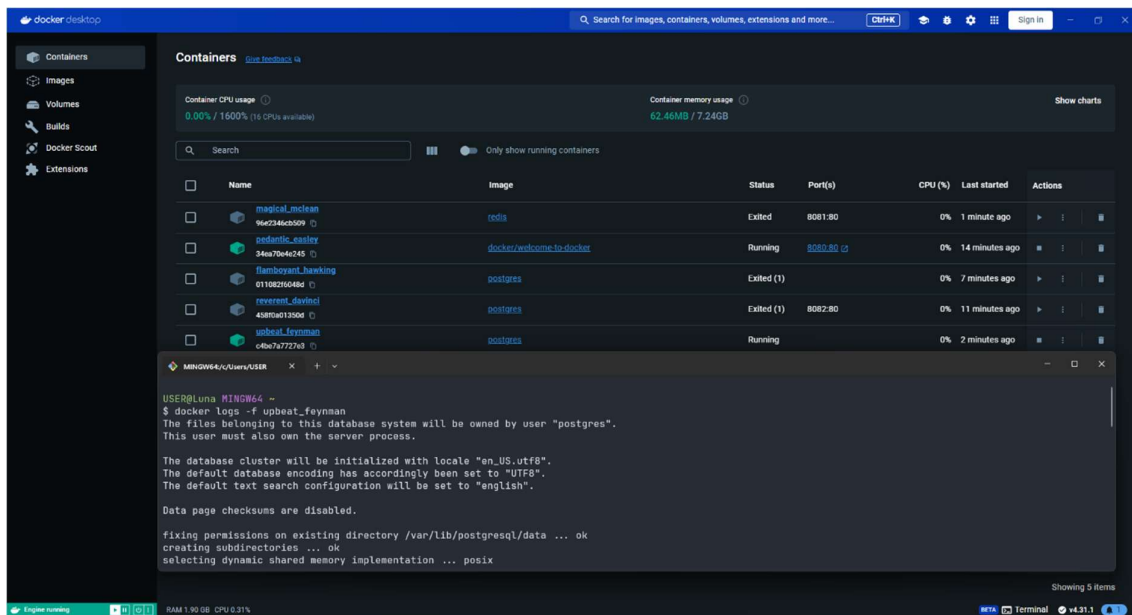 docker desktop
Search for images, containers, volumes, extensions and more...
Ctrl+K
Sign in
Containers
Images
Volumes
Builds
Docker Scout
Extensions
Containers Give feedback
Container CPU usage
0.00% / 1600% (16 CPUs available)
Container memory usage
62.46MB / 7.24GB
Show charts
Search
Only show running containers
Name Image Status Port(s) CPU (%) Last started Actions
magical_mclean
96e2346cb509
redis Exited 8081:80 0% 1 minute ago
pedantic_easley
34ea70e4e245
docker/welcome-to-docker Running 8080:80 0% 14 minutes ago
flamboyant_hawking
011082f6048d
postgres Exited (1) 0% 7 minutes ago
reverent_davinci
458f0a01350d
postgres Exited (1) 8082:80 0% 11 minutes ago
upbeat_feynman
c4be7a7727e3
postgres Running 0% 2 minutes ago
MINGW64:/c/Users/USER
USER@Luna MINGW64 ~
$ docker logs -f upbeat_feynman
The files belonging to this database system will be owned by user "postgres".
This user must also own the server process.
The database cluster will be initialized with locale "en_US.utf8".
The default database encoding has accordingly been set to "UTF8".
The default text search configuration will be set to "english".
Data page checksums are disabled.
fixing permissions on existing directory /var/lib/postgresql/data ... ok
creating subdirectories ... ok
selecting dynamic shared memory implementation ... posix
Showing 5 items
Engine running
RAM 1.90 GB CPU 0.31%
BETA Terminal v4.31.1